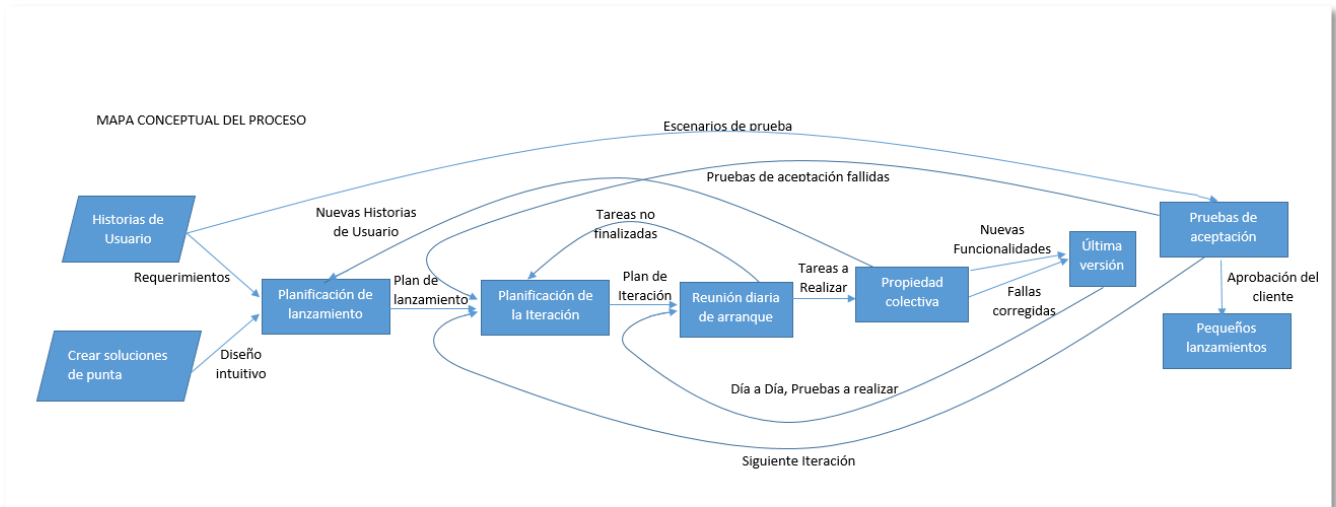 MAPA CONCEPTUAL DEL PROCESO
Escenarios de prueba
Pruebas de aceptación fallidas
Historias de
Usuario
Nuevas Historias
de Usuario
Tareas no
finalizadas
Nuevas
Funcionalidades
Última
versión
Pruebas de
aceptación
Requerimientos
Planificación de
lanzamiento
Plan de
lanzamiento
Planificación de
la Iteración
Plan de
Iteración
Reunión diaria
de arranque
Tareas a
Realizar
Propiedad
colectiva
Fallas
corregidas
Aprobación del
cliente
Pequeños
lanzamientos
Crear soluciones
de punta
Diseño
intuitivo
Día a Día, Pruebas a realizar
Siguiente Iteración